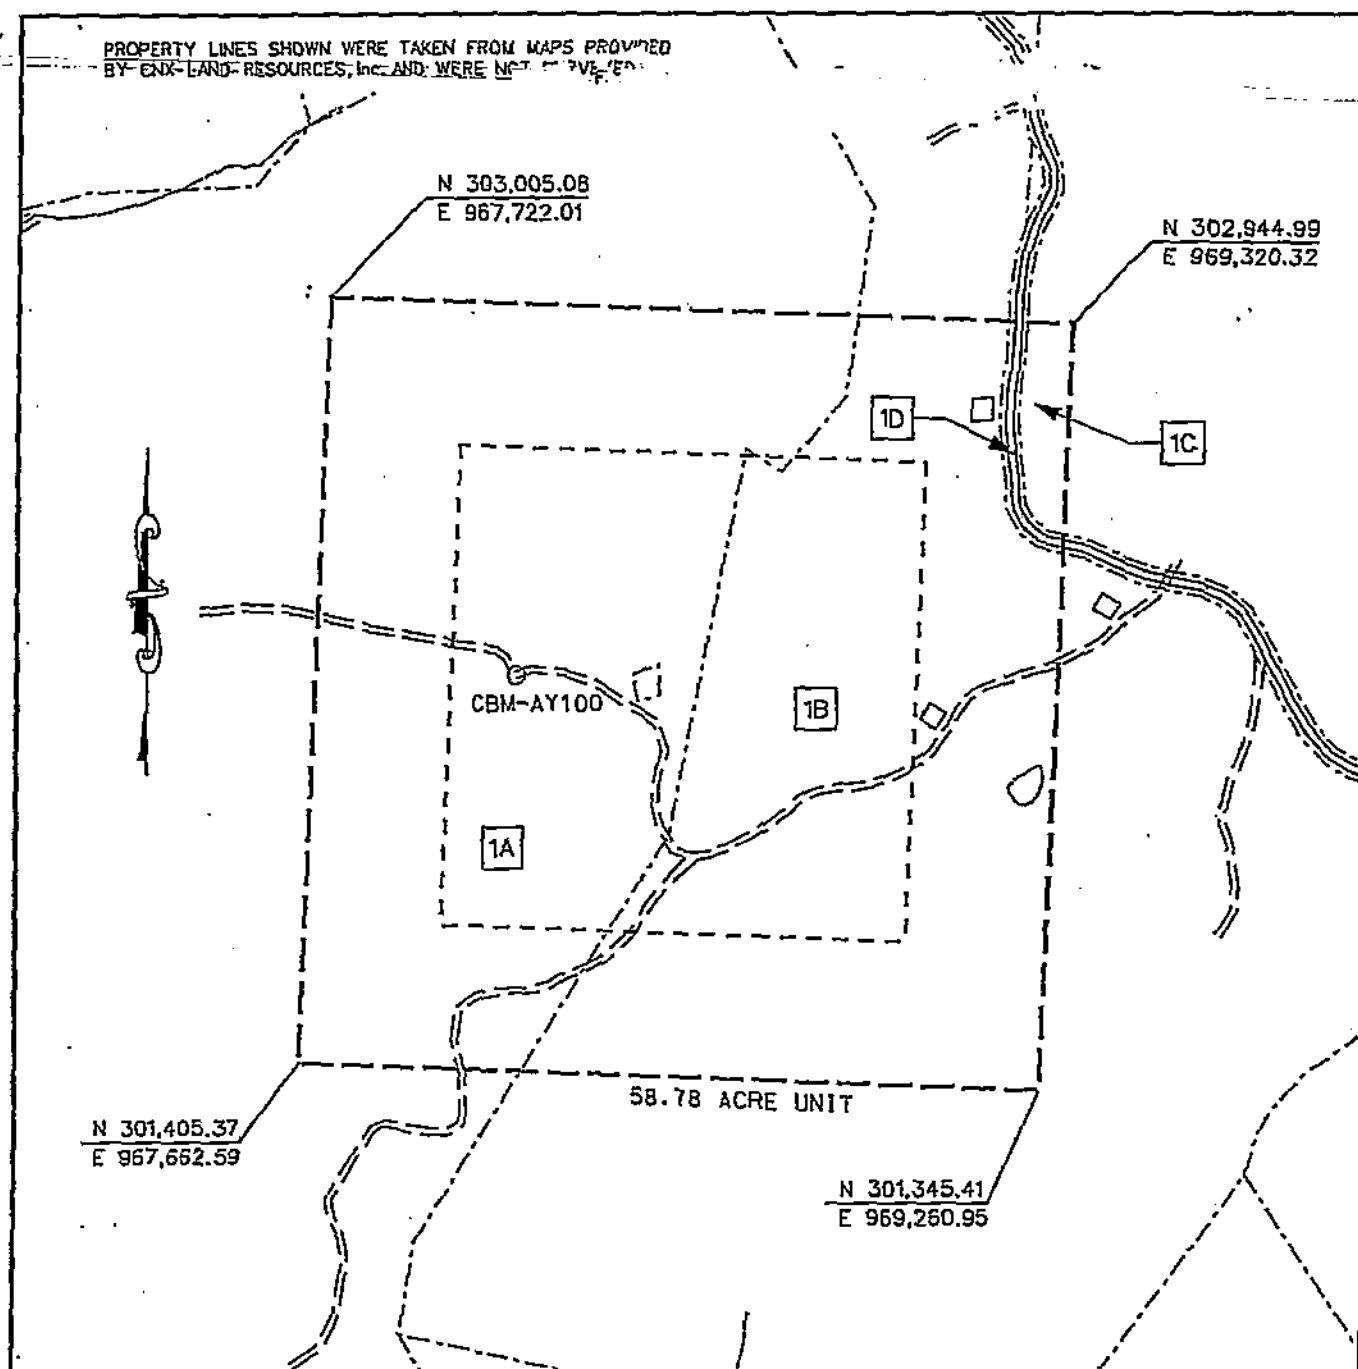 PROPERTY LINES SHOWN WERE TAKEN FROM MAPS PROVIDED
BY CNX LAND RESOURCES, Inc. AND WERE NOT
N 303,005.08
E 967,722.01
N 302,944.99
E 969,320.32
1D
1C
CBM-AY100
1B
1A
58.78 ACRE UNIT
N 301,405.37
E 967,662.59
N 301,345.41
E 969,260.95